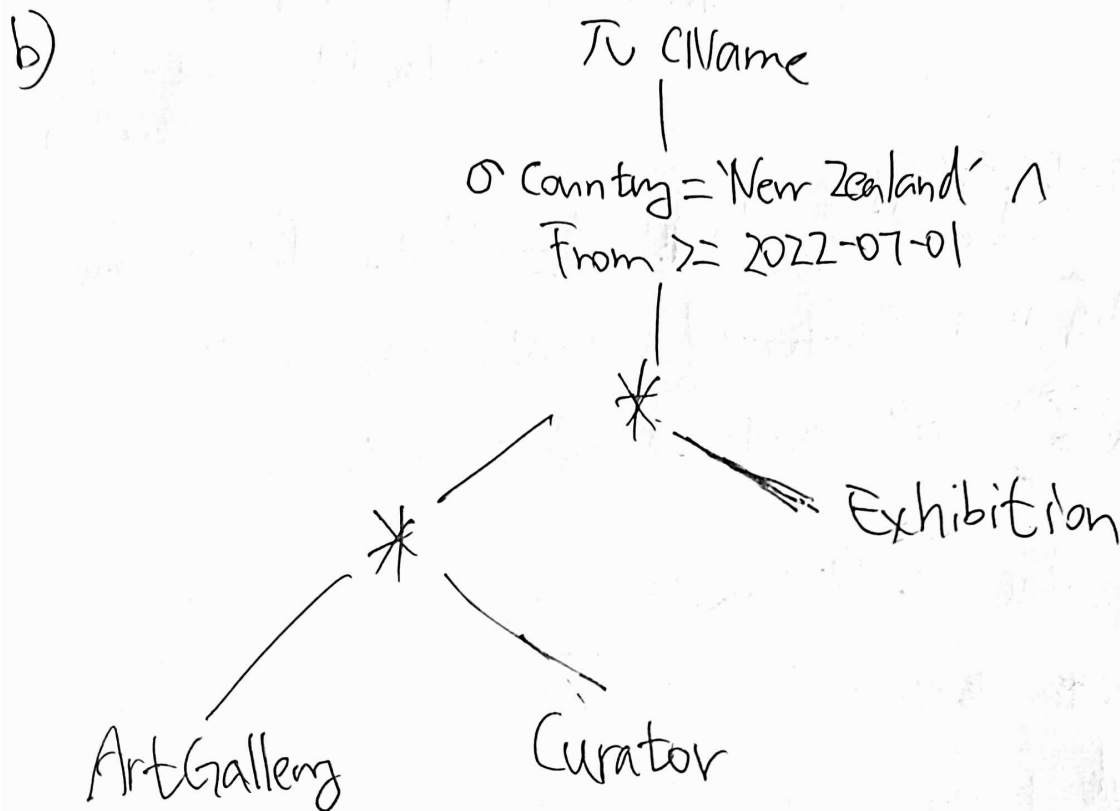 b)
π CName
σ Country = 'New Zealand' ∧
From >= 2022-07-01
*
Exhibition
*
ArtGallery
Curator